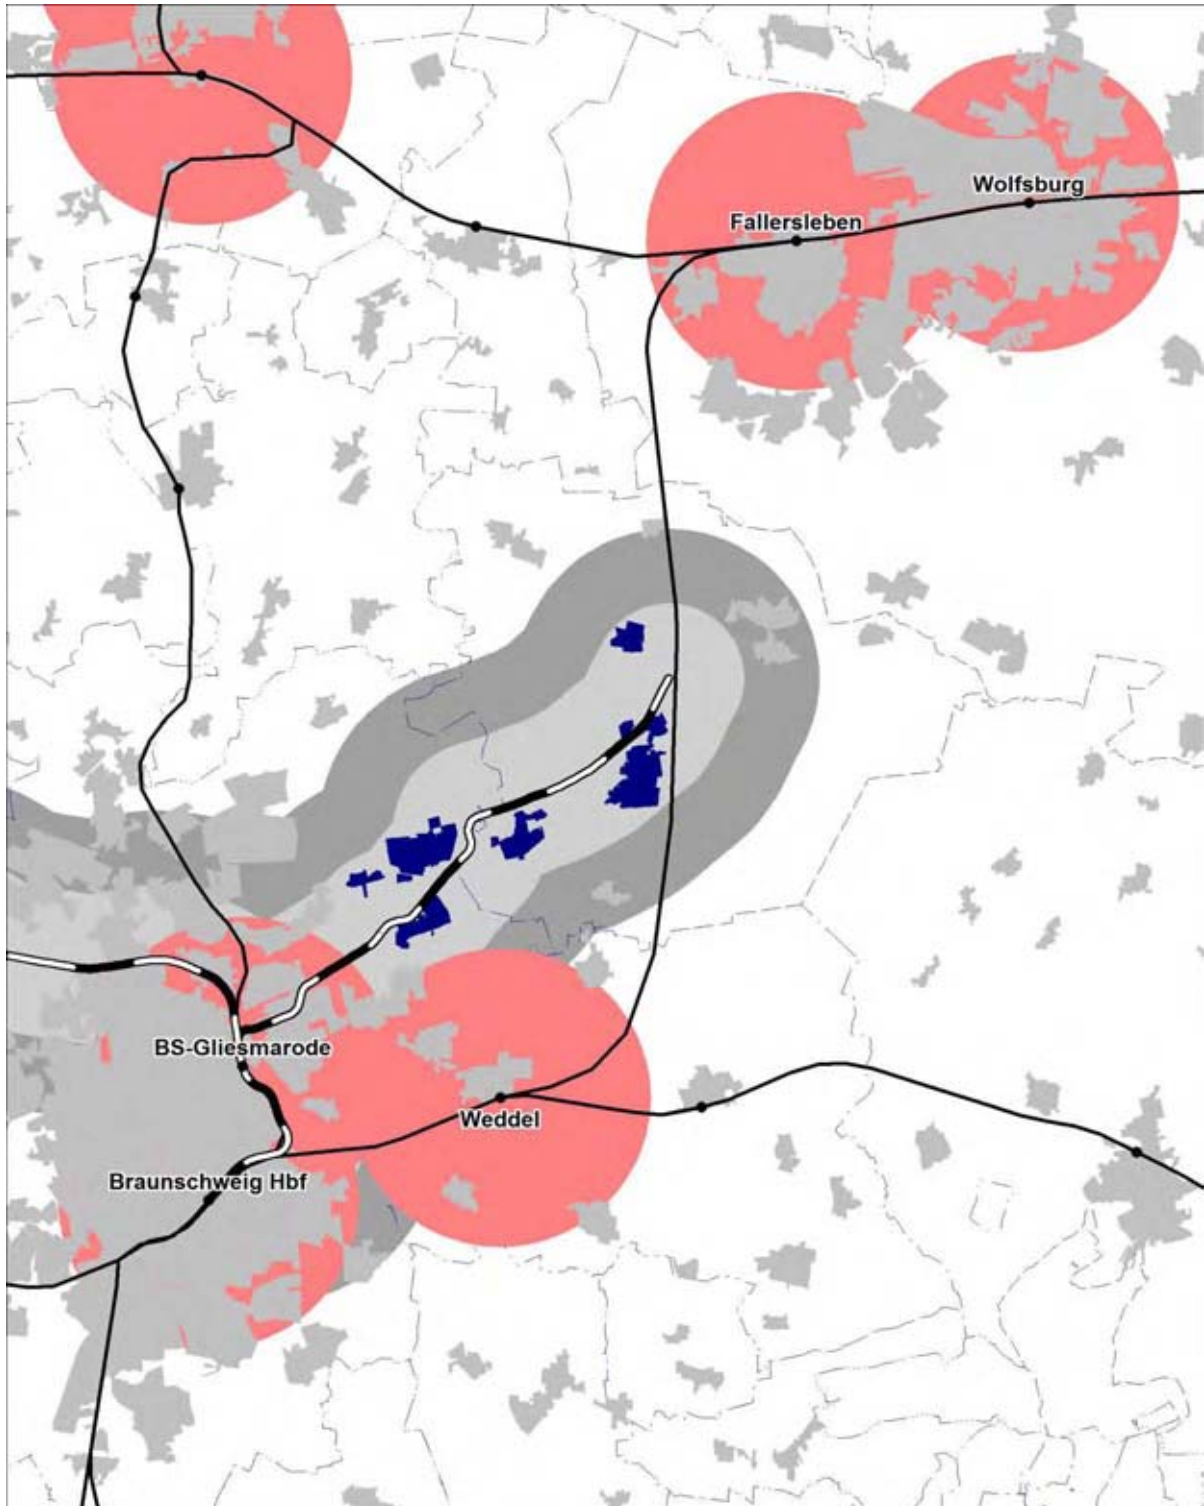 Wolfsburg
Fallersleben
BS-Gliesmarode
Weddel
Braunschweig Hbf